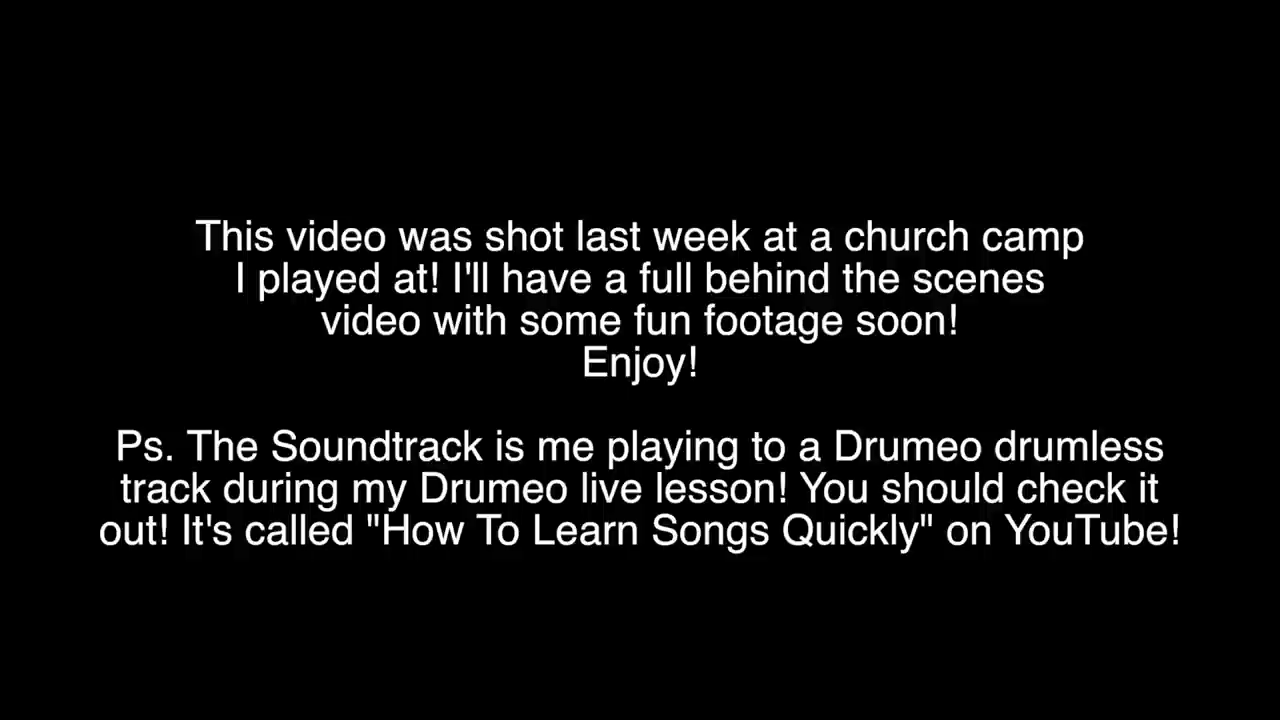 This video was shot last week at a church camp
I played at! I'll have a full behind the scenes
video with some fun footage soon!
Enjoy!
Ps. The Soundtrack is me playing to a Drumeo drumless
track during my Drumeo live lesson! You should check it
out! It's called "How To Learn Songs Quickly" on YouTube!